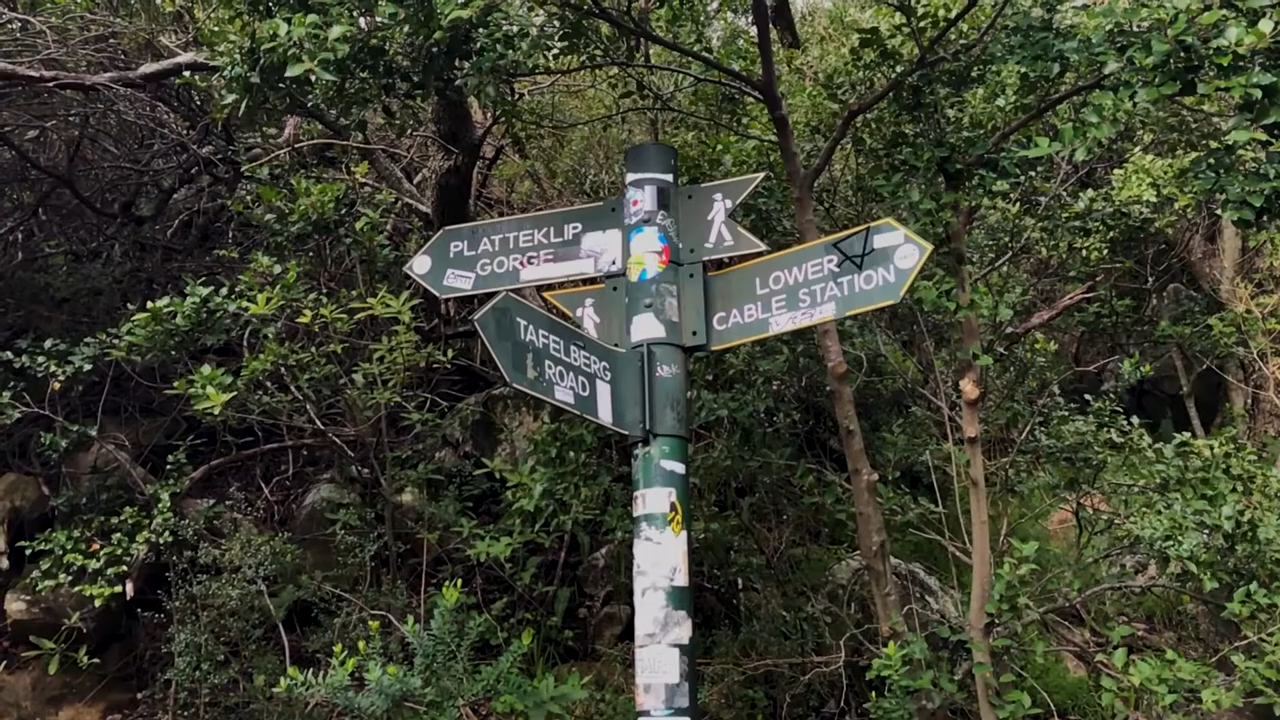 PLATTEKLIP
GORGE
LOWER
CABLE STATION
TAFELBERG
ROAD